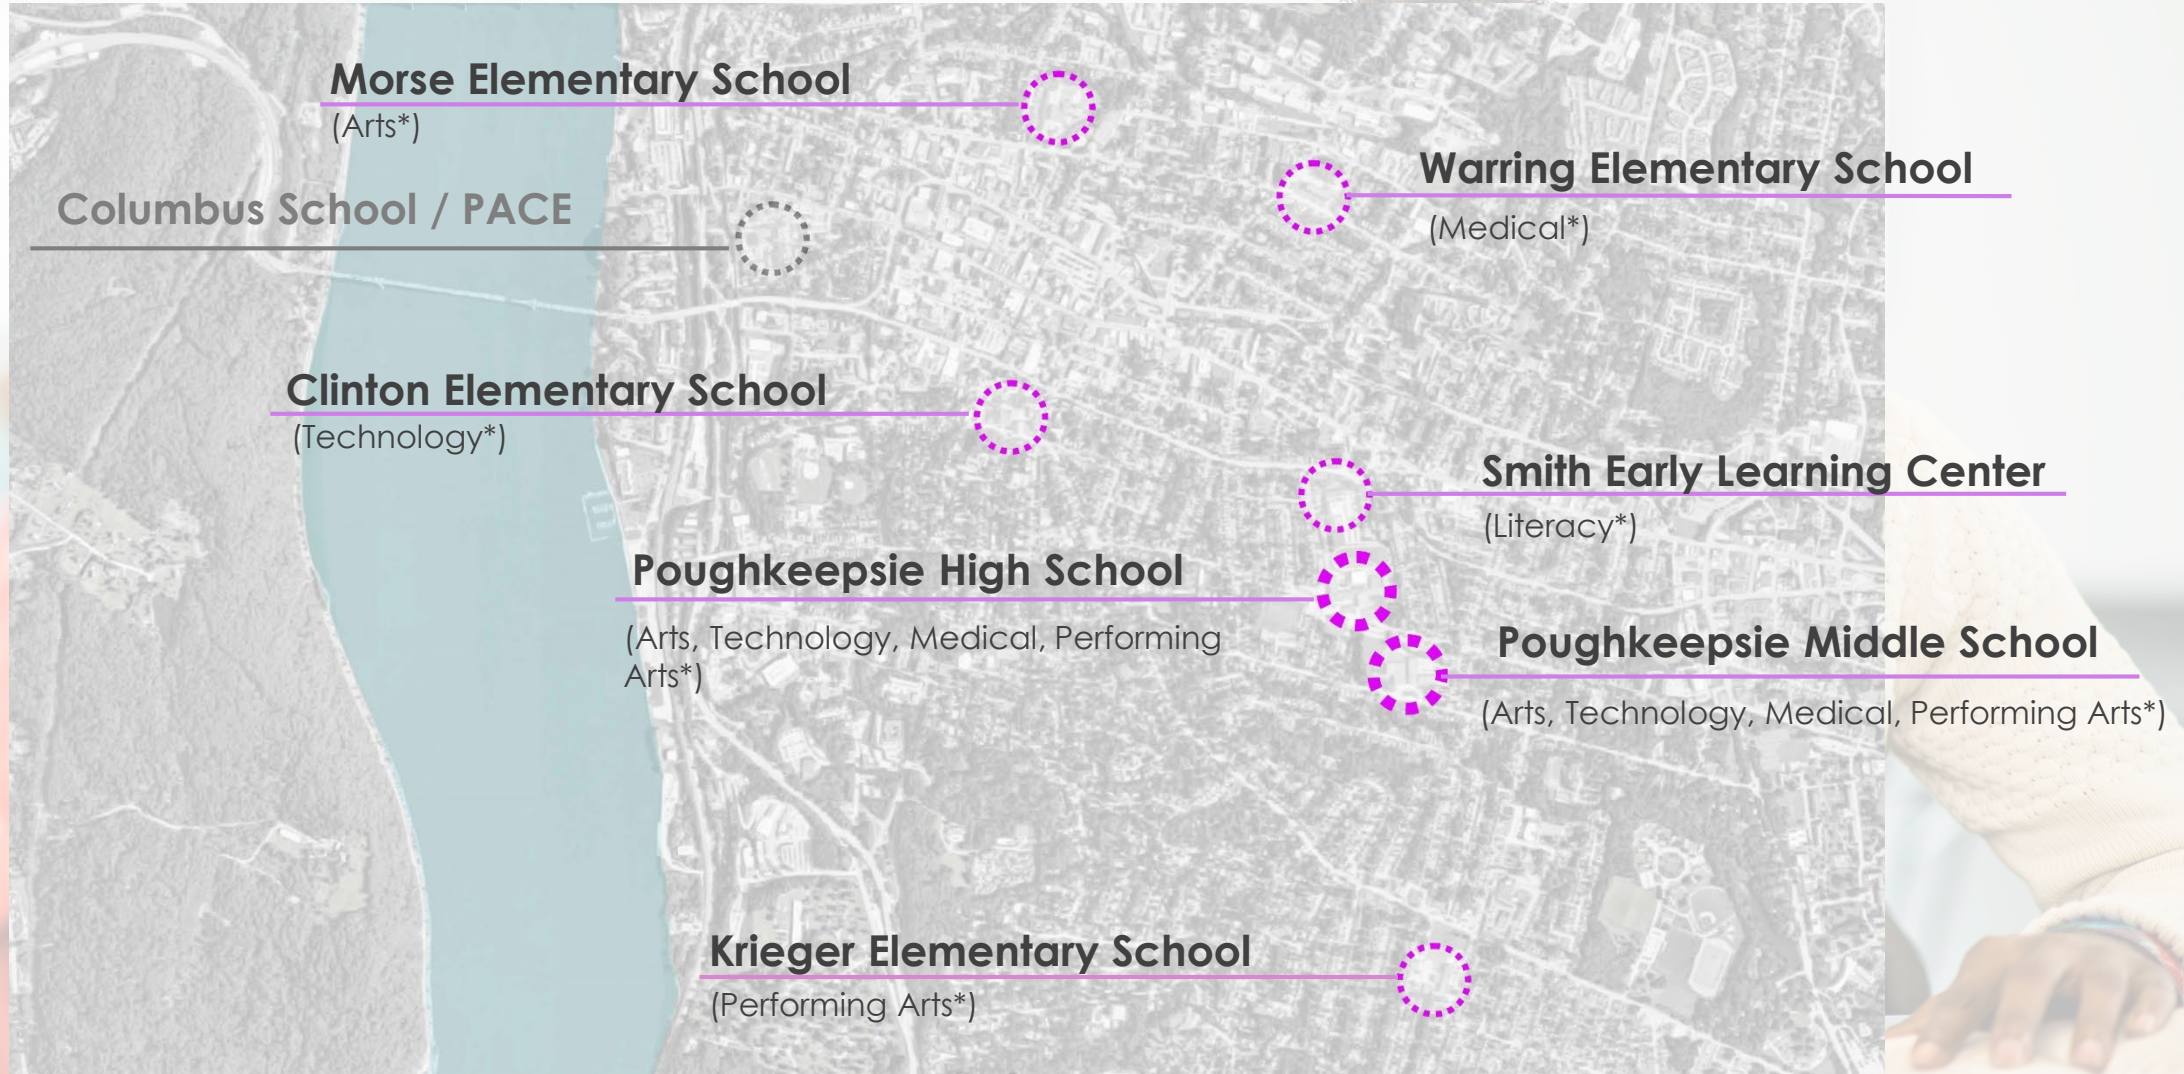 Morse Elementary School
(Arts*)
Warring Elementary School
(Medical*)
Columbus School / PACE
Clinton Elementary School
(Technology*)
Smith Early Learning Center
(Literacy*)
Poughkeepsie High School
(Arts, Technology, Medical, Performing
Arts*)
Poughkeepsie Middle School
(Arts, Technology, Medical, Performing Arts*)
Krieger Elementary School
(Performing Arts*)